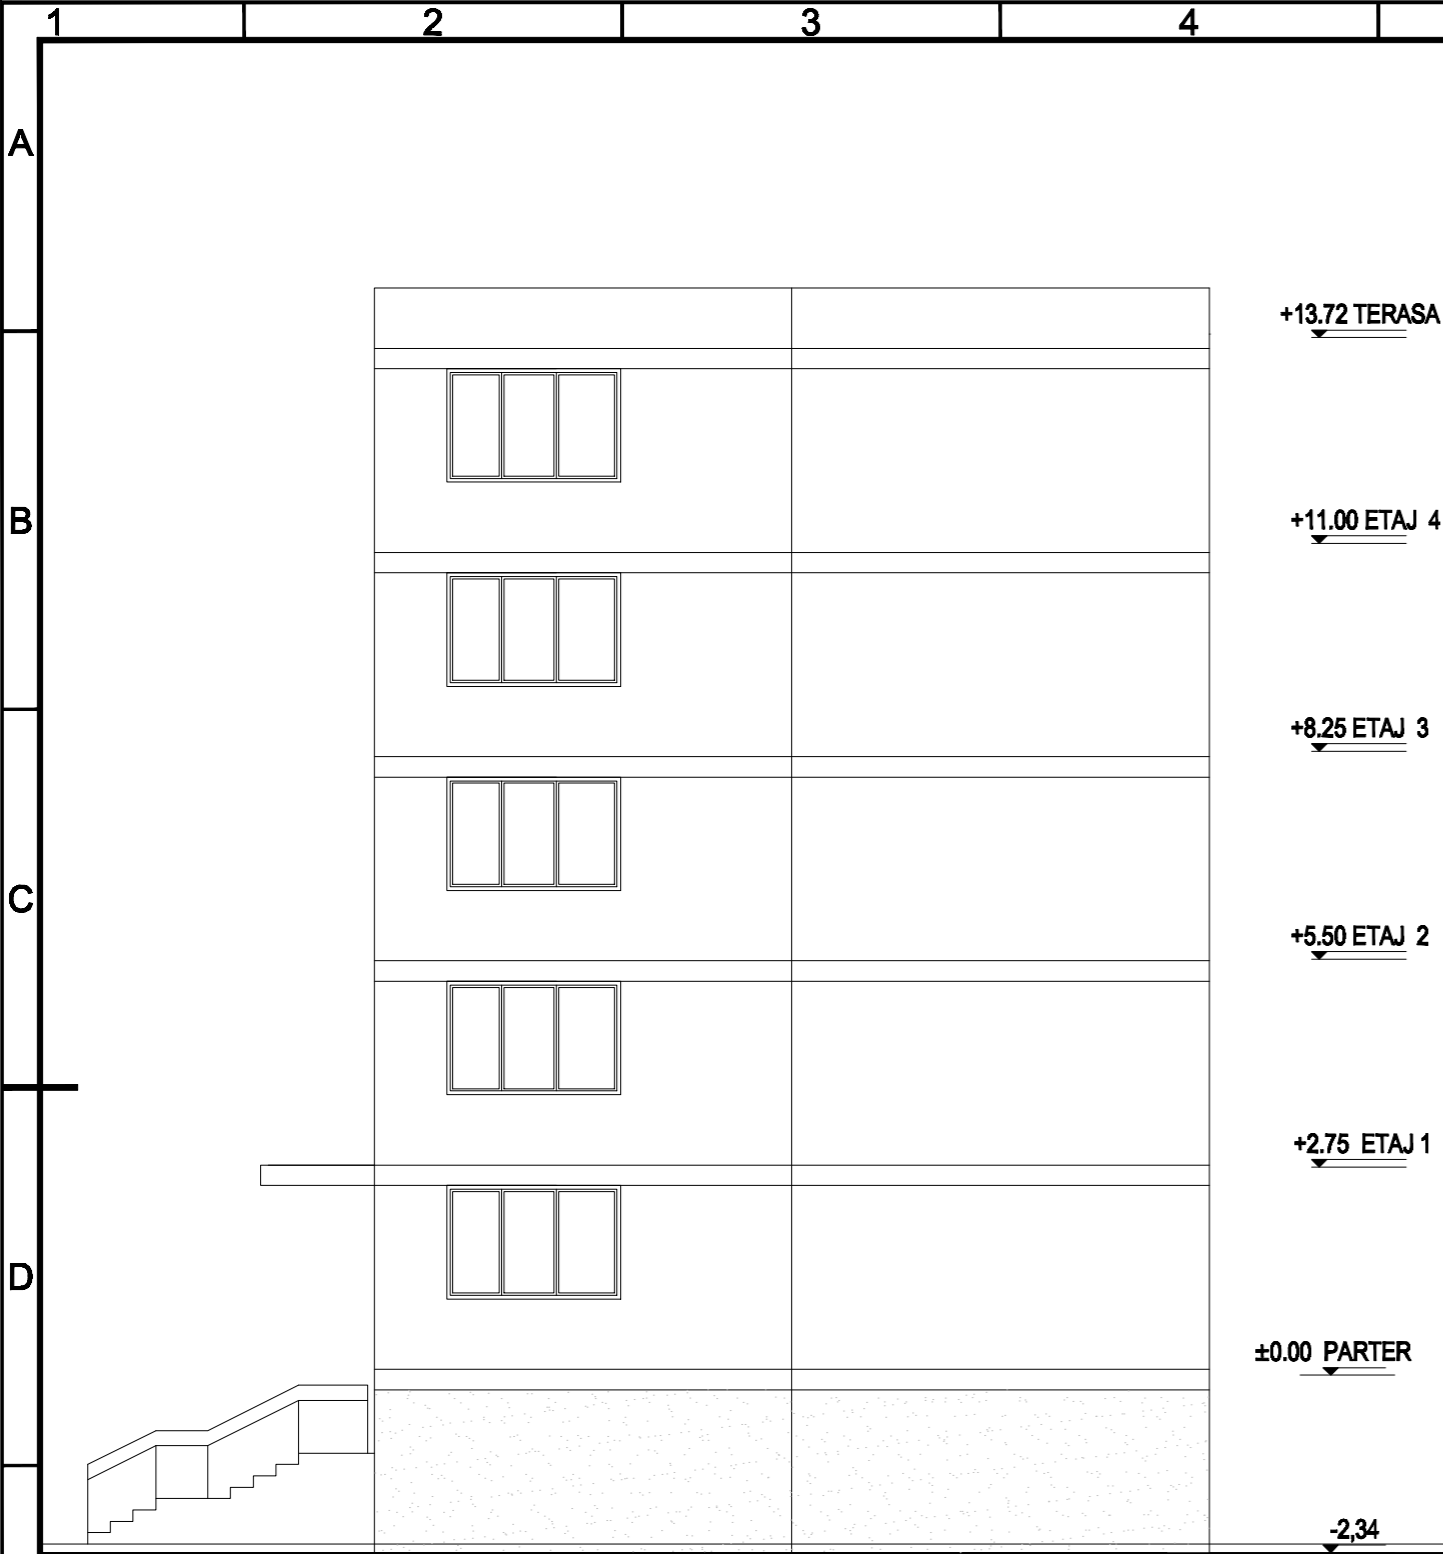 1 2 3 4
A
+13.72 TERASA
B
+11.00 ETAJ 4
+8.25 ETAJ 3
C
+5.50 ETAJ 2
+2.75 ETAJ 1
D
±0.00 PARTER
-2,34